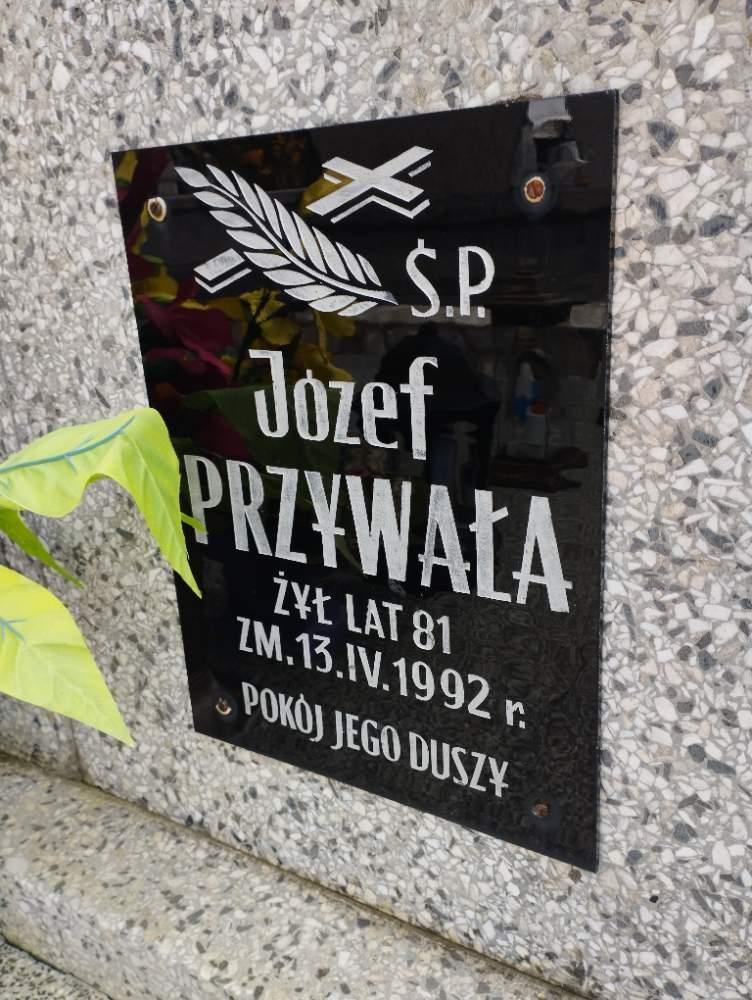 Ś.P.
Józef
PRZYWAŁA
ŻYŁ LAT 81
ZM.13.IV.1992 r.
POKÓJ JEGO DUSZY